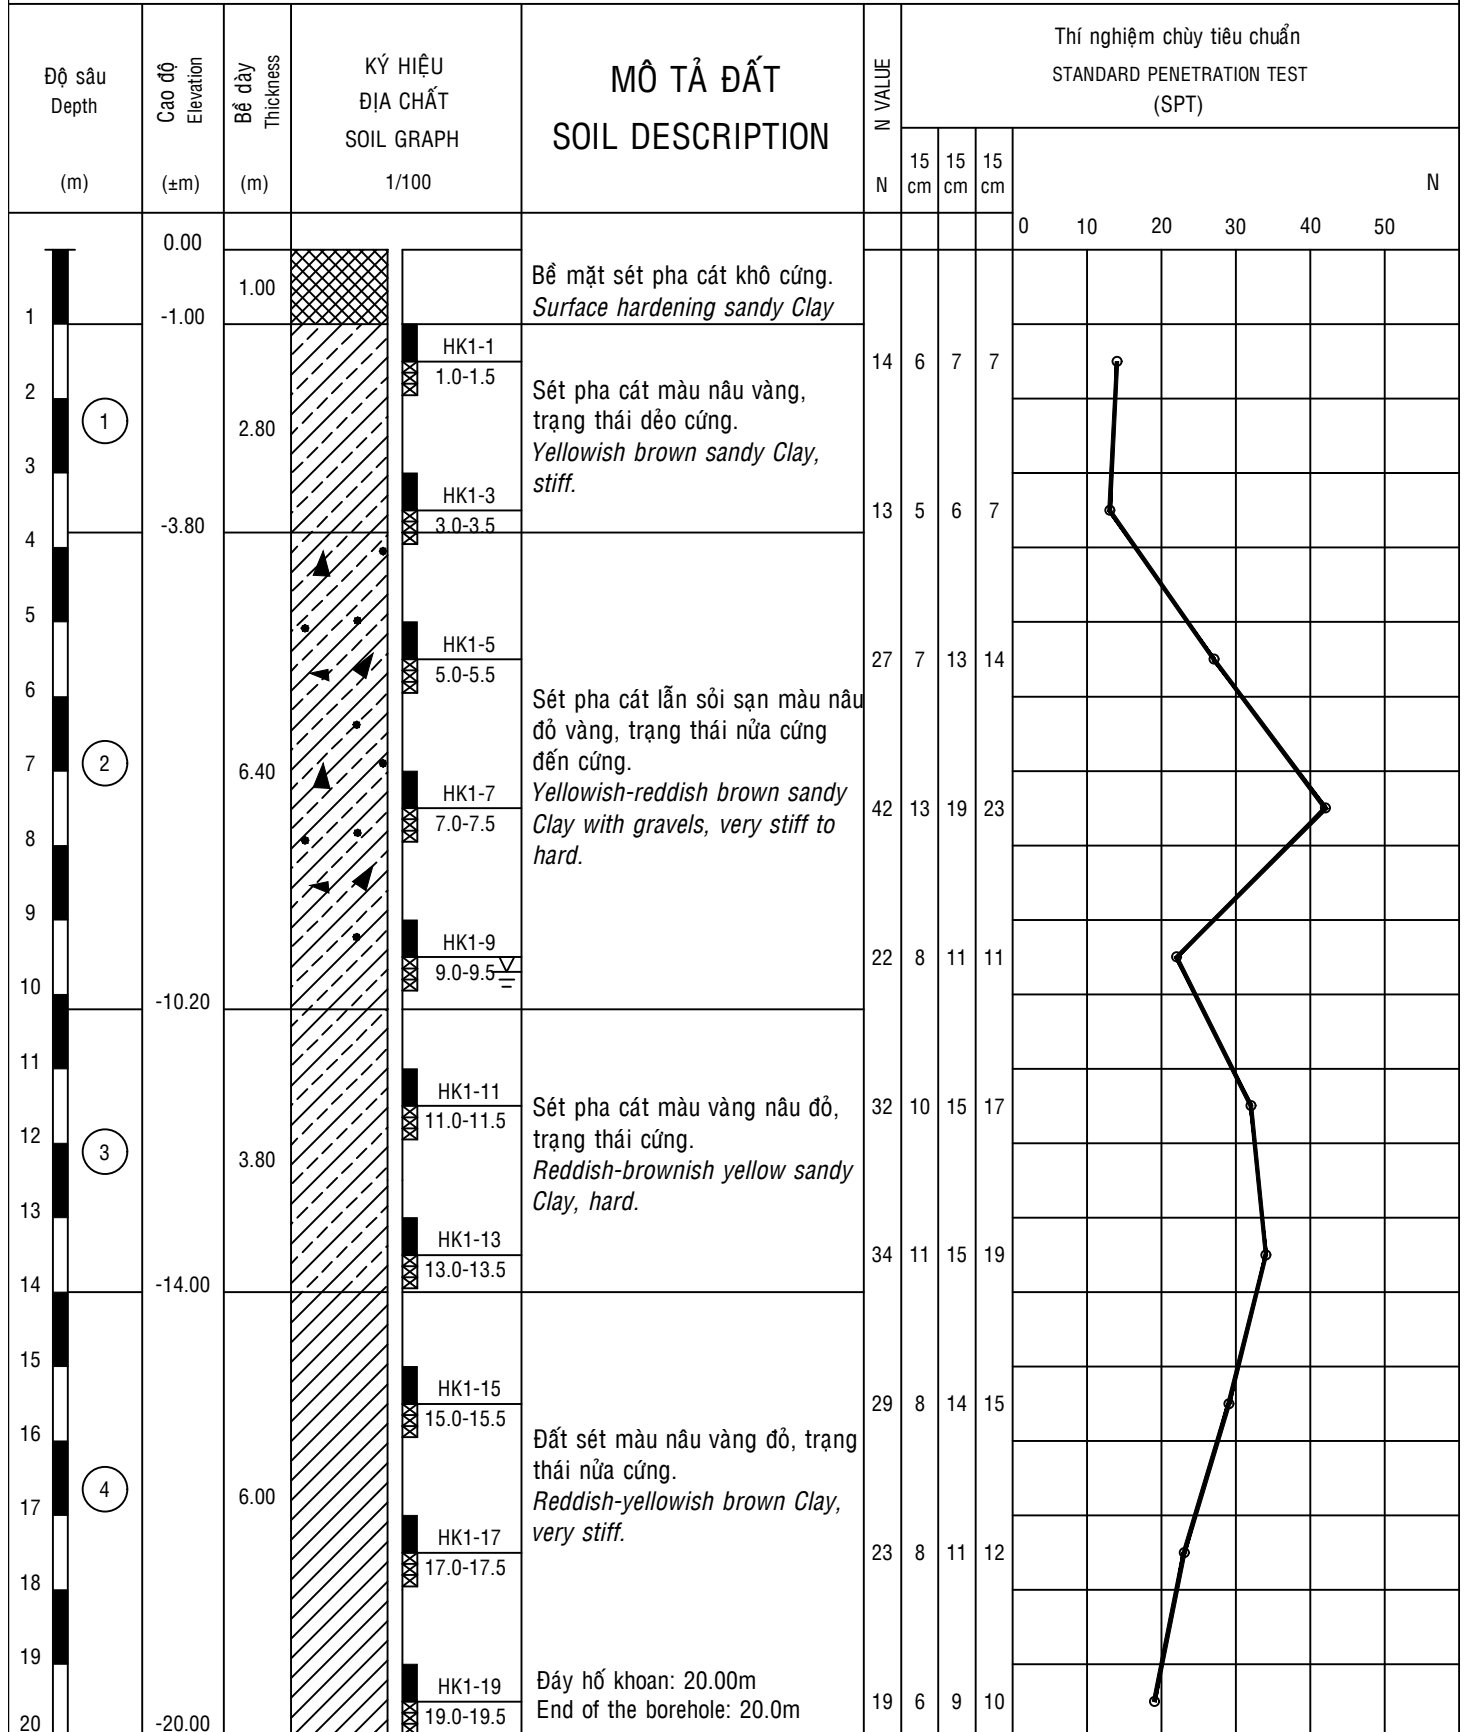 Độ sâu
Depth
(m)
Cao độ
Elevation
(±m)
Bề dày
Thickness
(m)
KÝ HIỆU
ĐỊA CHẤT
SOIL GRAPH
1/100
MÔ TẢ ĐẤT
SOIL DESCRIPTION
N VALUE
N
Thí nghiệm chùy tiêu chuẩn
STANDARD PENETRATION TEST
(SPT)
15 15 15
cm cm cm
N
0 10 20 30 40 50
0.00
1.00
Bề mặt sét pha cát khô cứng.
Surface hardening sandy Clay
1 -1.00
HK1-1
1.0-1.5
14 6 7 7
2
1
2.80
Sét pha cát màu nâu vàng,
trạng thái dẻo cứng.
Yellowish brown sandy Clay,
stiff.
3
HK1-3
3.0-3.5
13 5 6 7
-3.80
4
5
HK1-5
5.0-5.5
27 7 13 14
6
2
6.40
Sét pha cát lẫn sỏi sạn màu nâu
đỏ vàng, trạng thái nửa cứng
đến cứng.
Yellowish-reddish brown sandy
Clay with gravels, very stiff to
hard.
7
HK1-7
7.0-7.5
42 13 19 23
8
9
HK1-9
9.0-9.5
22 8 11 11
10
-10.20
11
HK1-11
11.0-11.5
32 10 15 17
12
3
3.80
Sét pha cát màu vàng nâu đỏ,
trạng thái cứng.
Reddish-brownish yellow sandy
Clay, hard.
13
HK1-13
13.0-13.5
34 11 15 19
14 -14.00
15
HK1-15
15.0-15.5
29 8 14 15
16
4
6.00
Đất sét màu nâu vàng đỏ, trạng
thái nửa cứng.
Reddish-yellowish brown Clay,
very stiff.
17
HK1-17
17.0-17.5
23 8 11 12
18
19
HK1-19
19.0-19.5
Đáy hố khoan: 20.00m
End of the borehole: 20.0m
19 6 9 10
20 -20.00